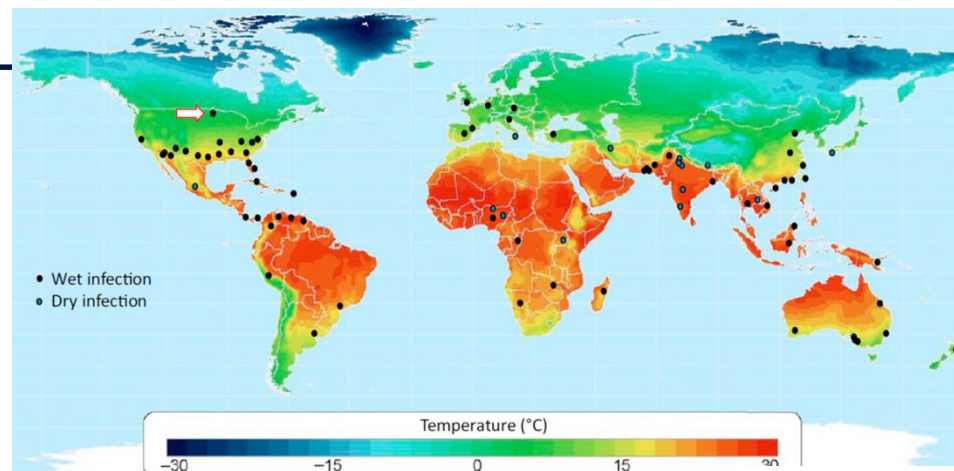 Wet infection
Dry infection
Temperature (°C)
–30 –15 0 15 30